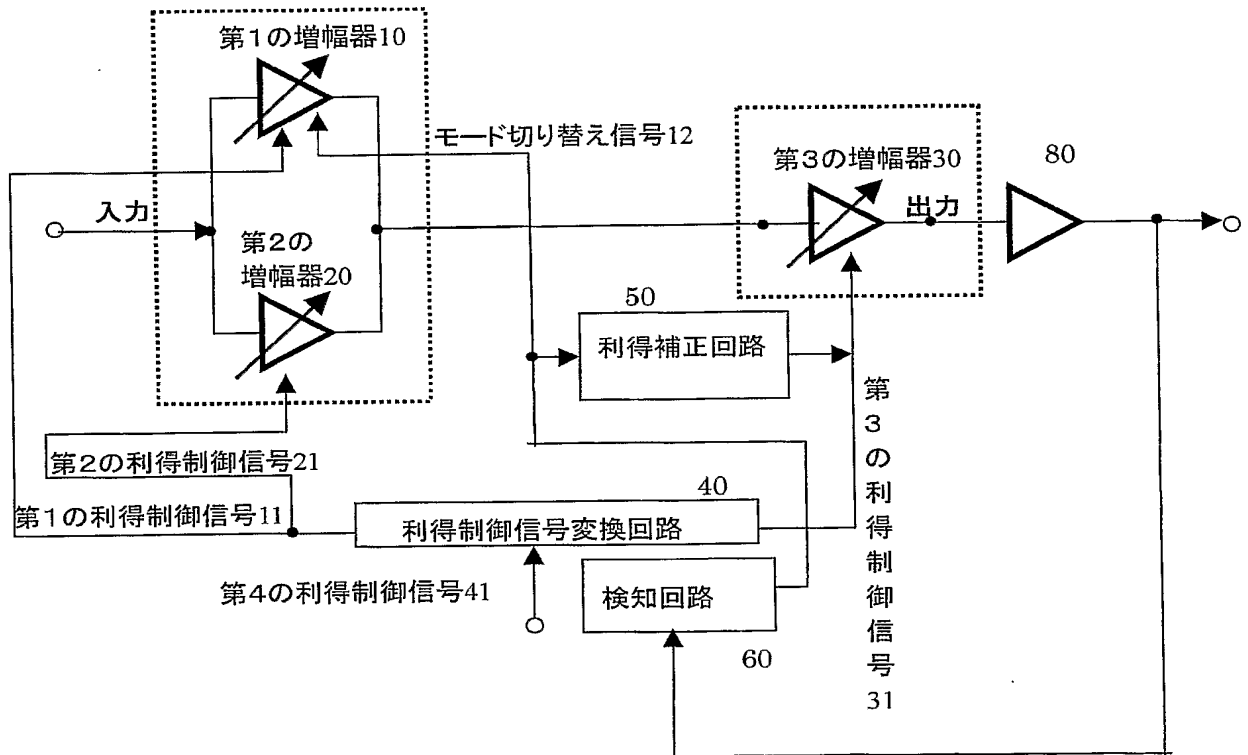 第1の増幅器10
モード切り替え信号12
第3の増幅器30
80
入力
出力
第2の
増幅器20
50
利得補正回路
第3の利得制御信号31
第2の利得制御信号21
40
第1の利得制御信号11
利得制御信号変換回路
第4の利得制御信号41
検知回路
60